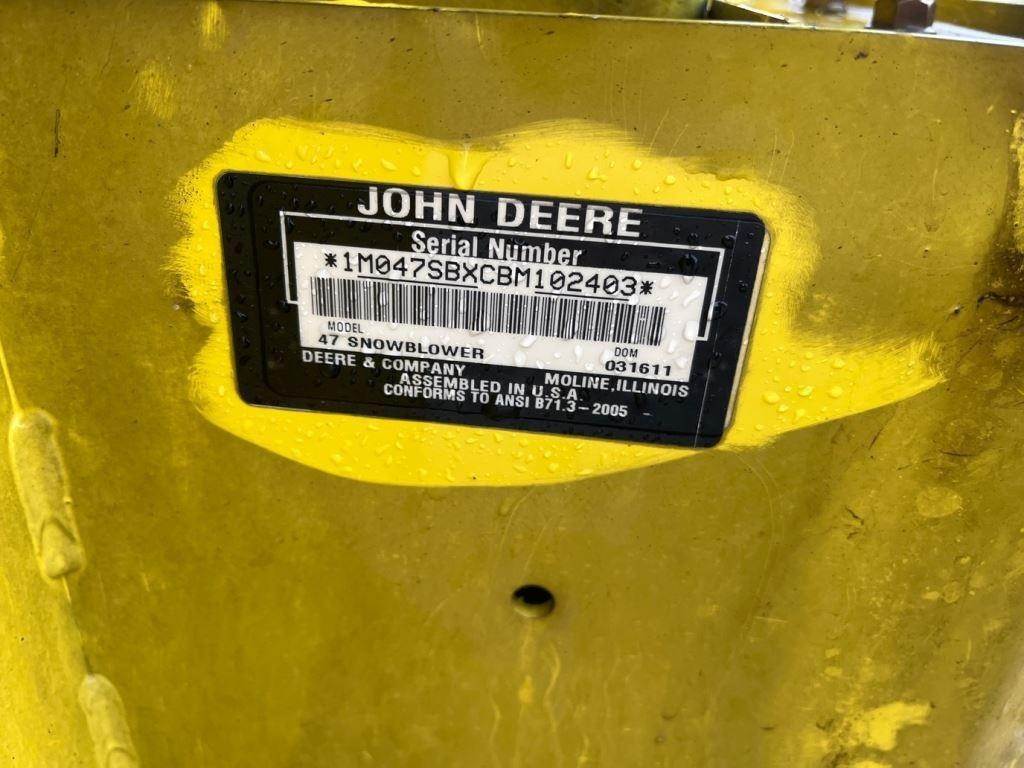 JOHN DEERE
Serial Number
*1M047SBXCBM102403*
MODEL DOM
47 SNOWBLOWER 031611
DEERE & COMPANY MOLINE, ILLINOIS
ASSEMBLED IN U.S.A
CONFORMS TO ANSI B71.3-2005